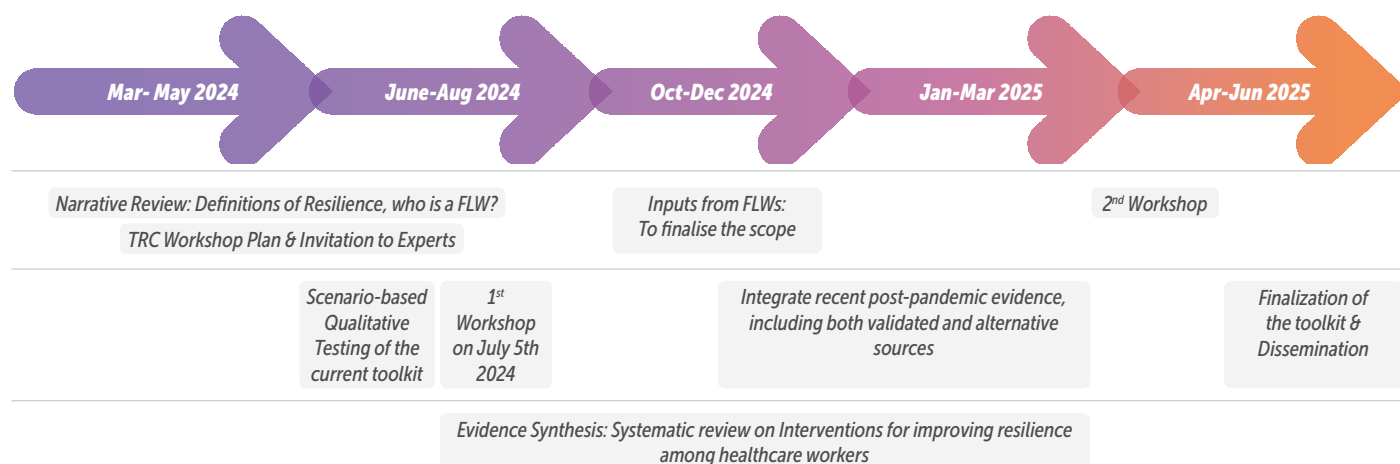 Mar- May 2024
June-Aug 2024
Oct-Dec 2024
Jan-Mar 2025
Apr-Jun 2025
Narrative Review: Definitions of Resilience, who is a FLW?
TRC Workshop Plan & Invitation to Experts
Inputs from FLWs:
To finalise the scope
2nd Workshop
Scenario-based
Qualitative
Testing of the
current toolkit
1st
Workshop
on July 5th
2024
Integrate recent post-pandemic evidence,
including both validated and alternative
sources
Finalization of
the toolkit &
Dissemination
Evidence Synthesis: Systematic review on Interventions for improving resilience
among healthcare workers